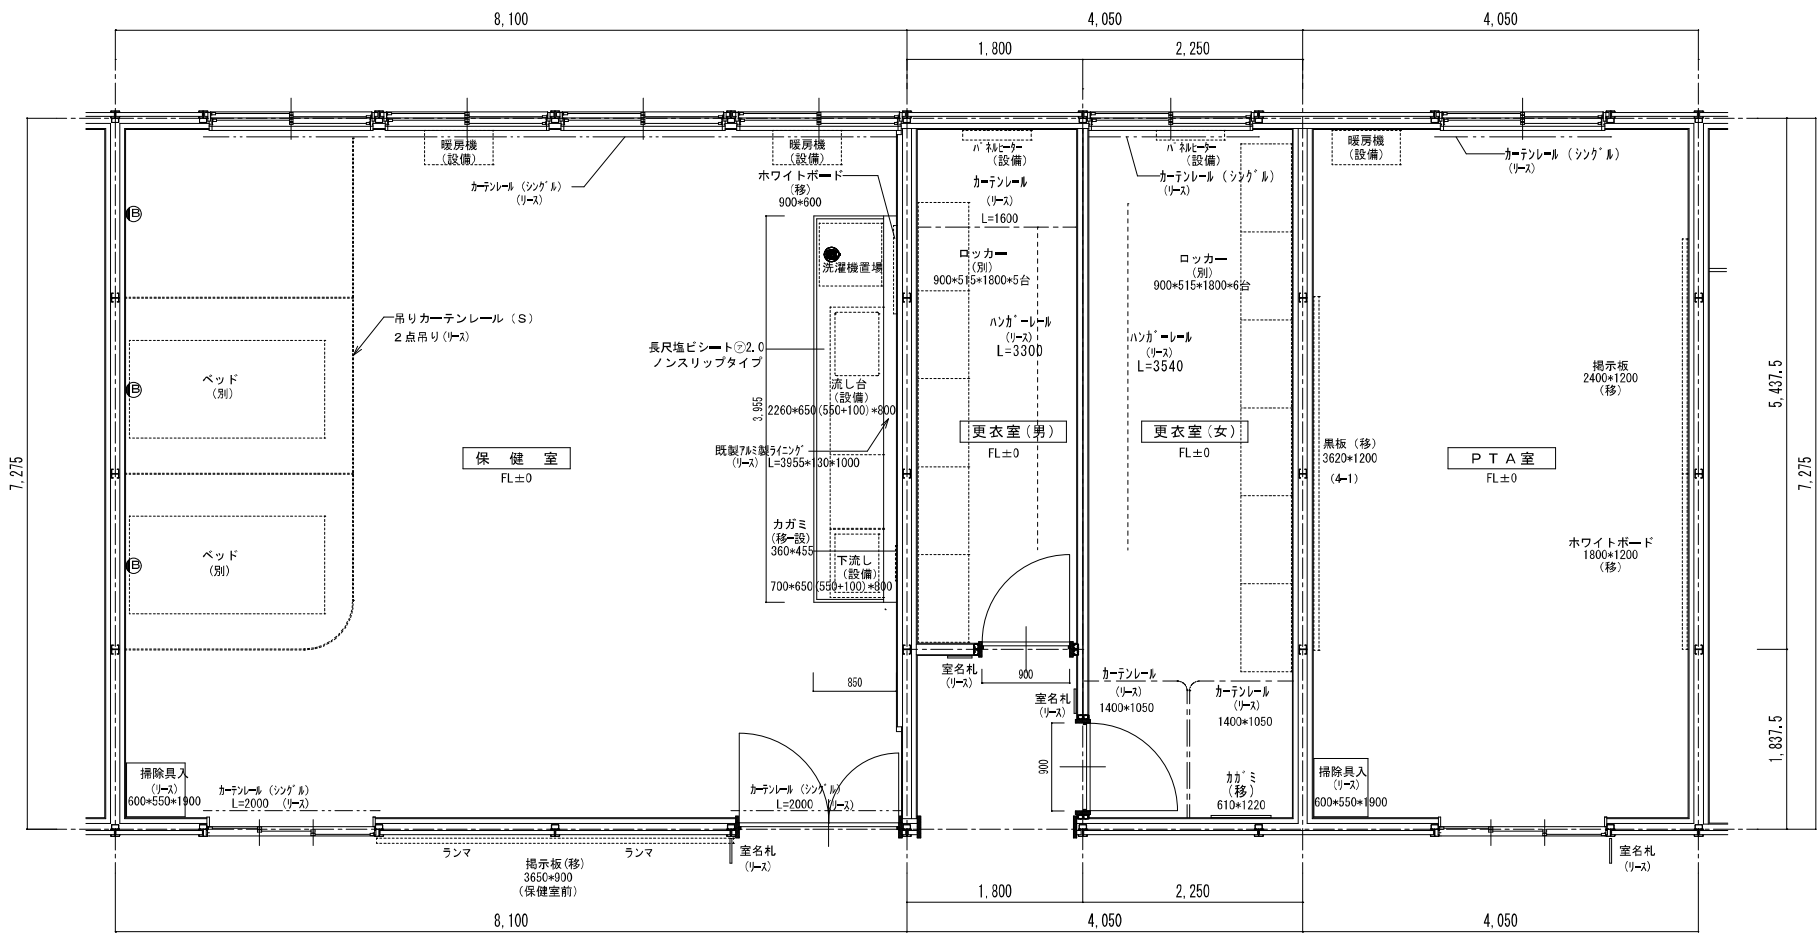 8,100
4,050
4,050
1,800
2,250
暖房機
(設備)
暖房機
(設備)
パネルヒーター
(設備)
パネルヒーター
(設備)
暖房機
(設備)
カーテンレール (シングル)
(リース)
ホワイトボード
(移)
900*600
カーテンレール
(リース)
L=1600
カーテンレール (シングル)
(リース)
カーテンレール (シングル)
(リース)
B
洗濯機置場
ロッカー
(別)
900*515*1800*5台
ロッカー
(別)
900*515*1800*6台
吊りカーテンレール (S)
2点吊り(リース)
長尺塩ビシート㋐2.0
ノンスリップタイプ
ハンガーレール
(リース)
L=3300
ハンガーレール
(リース)
L=3540
掲示板
2400*1200
(移)
5,437.5
B
ベッド
(別)
流し台
(設備)
2260*650(550+100)*800
3,955
既製アルミ製ライニング
(リース) L=3955*130*1000
保健室
FL±0
更衣室(男)
FL±0
更衣室(女)
FL±0
黒板 (移)
3620*1200
(4-1)
PTA室
FL±0
7,275
7,275
カガミ
(移設)
360*455
B
ベッド
(別)
下流し
(設備)
700*650(550+100)*800
ホワイトボード
1800*1200
(移)
850
室名札
(リース)
900
室名札
(リース)
カーテンレール
(リース)
1400*1050
カーテンレール
(リース)
1400*1050
900
1,837.5
掃除具入
(リース)
600*550*1900
カーテンレール (シングル)
L=2000 (リース)
カーテンレール (シングル)
L=2000 (リース)
カガミ
(移)
610*1220
掃除具入
(リース)
600*550*1900
ランマ
ランマ
掲示板(移)
3650*900
(保健室前)
室名札
(リース)
室名札
(リース)
1,800
2,250
8,100
4,050
4,050